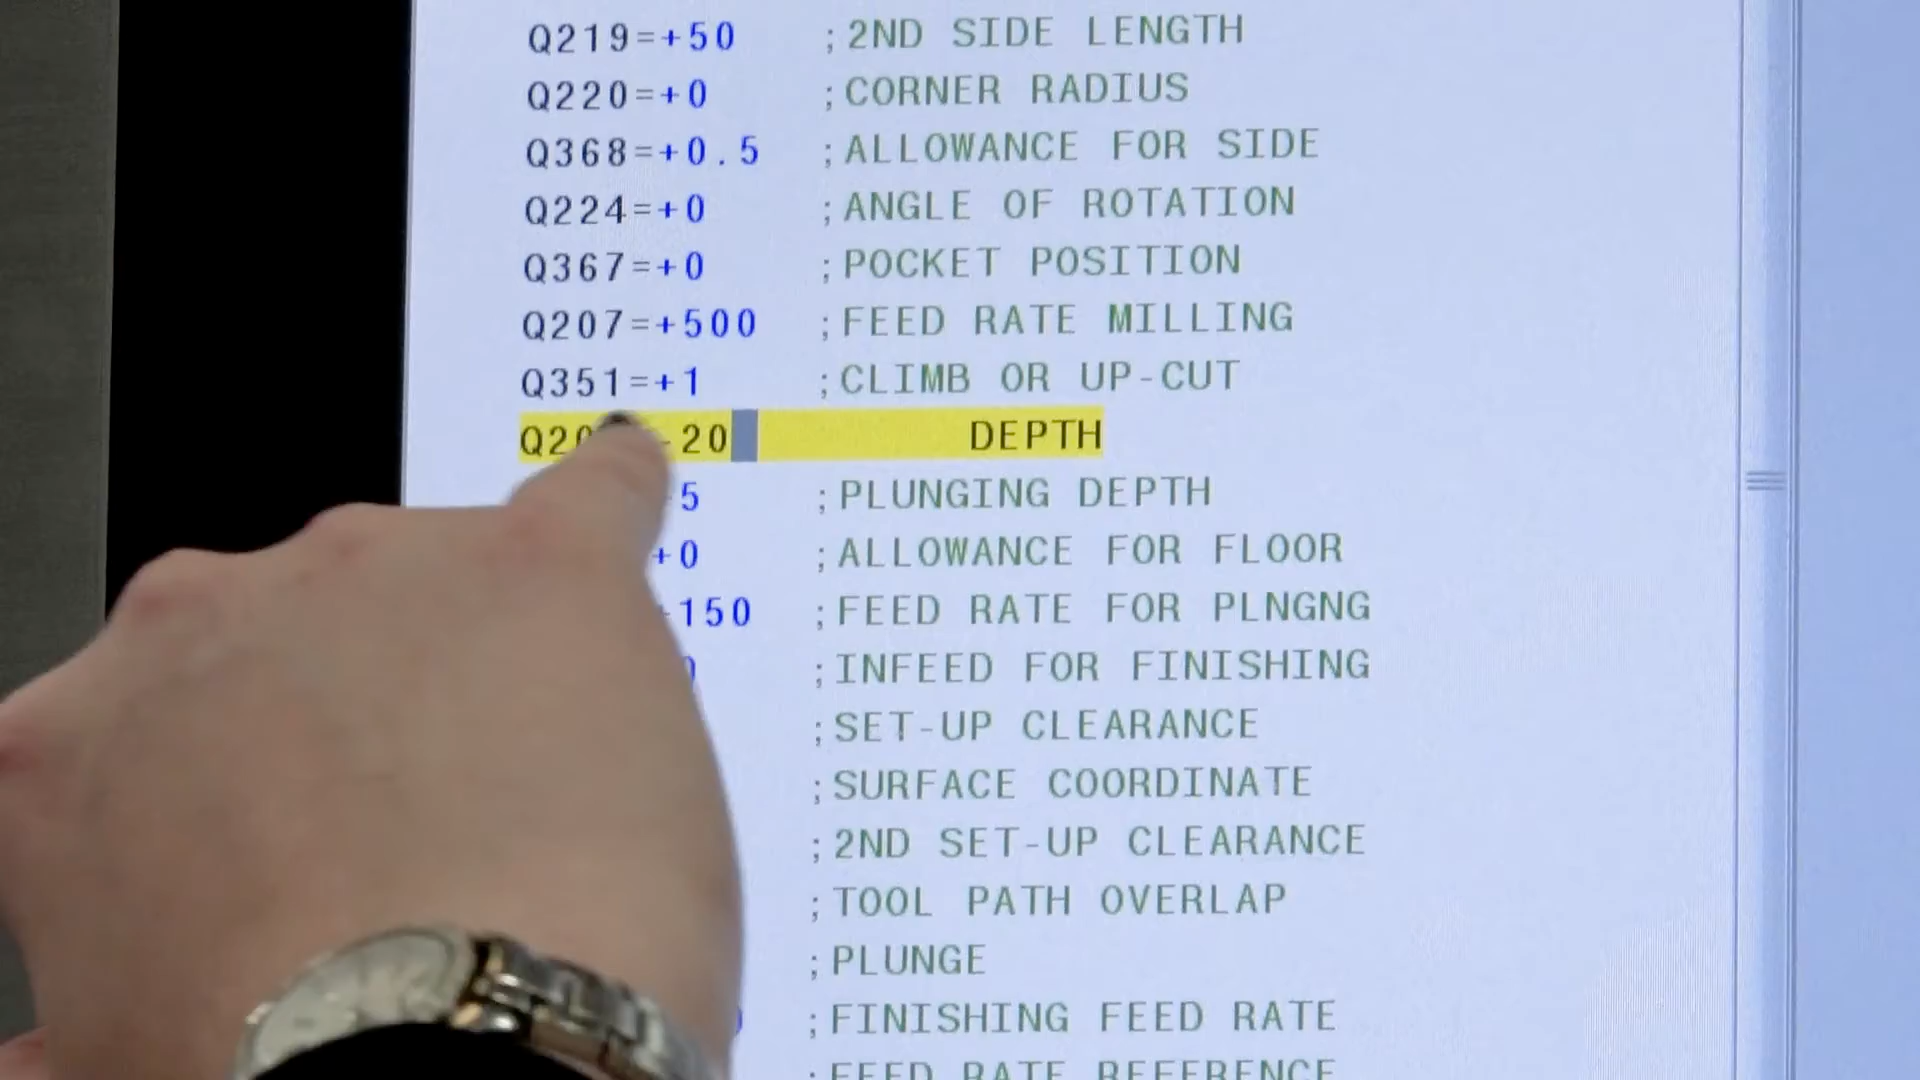 Q219=+50 ;2ND SIDE LENGTH
Q220=+0 ;CORNER RADIUS
Q368=+0.5 ;ALLOWANCE FOR SIDE
Q224=+0 ;ANGLE OF ROTATION
Q367=+0 ;POCKET POSITION
Q207=+500 ;FEED RATE MILLING
Q351=+1 ;CLIMB OR UP-CUT
-20 DEPTH
5 ;PLUNGING DEPTH
+0 ;ALLOWANCE FOR FLOOR
150 ;FEED RATE FOR PLNGNG
;INFEED FOR FINISHING
;SET-UP CLEARANCE
;SURFACE COORDINATE
;2ND SET-UP CLEARANCE
;TOOL PATH OVERLAP
;PLUNGE
;FINISHING FEED RATE
;FEED RATE REFERENCE